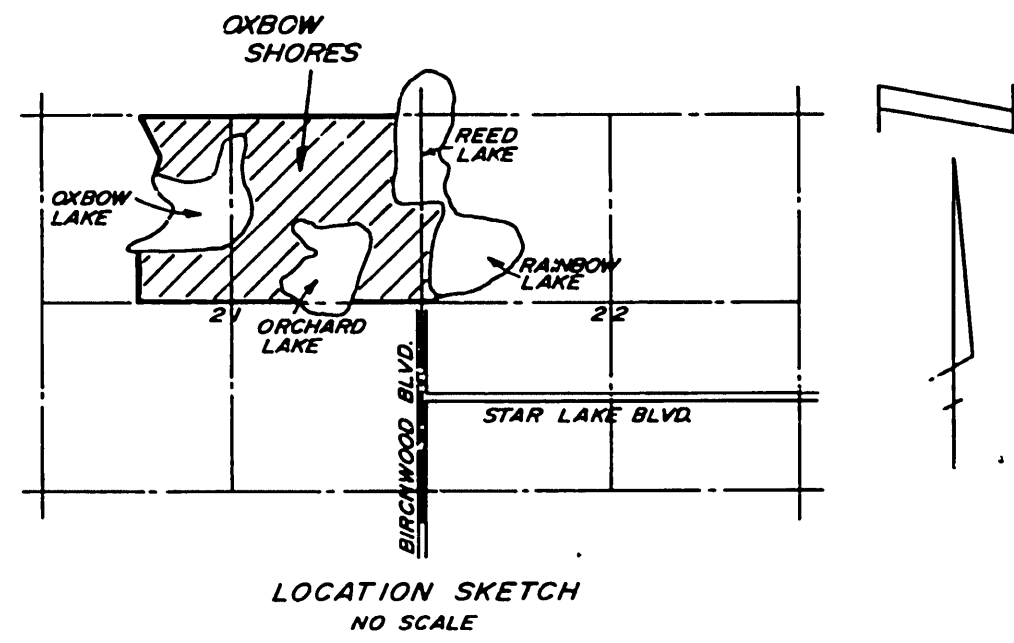 OXBOW
SHORES
REED
LAKE
OXBOW
LAKE
RAINBOW
LAKE
21
22
ORCHARD
LAKE
BIRCHWOOD BLVD.
STAR LAKE BLVD.
LOCATION SKETCH
NO SCALE
N